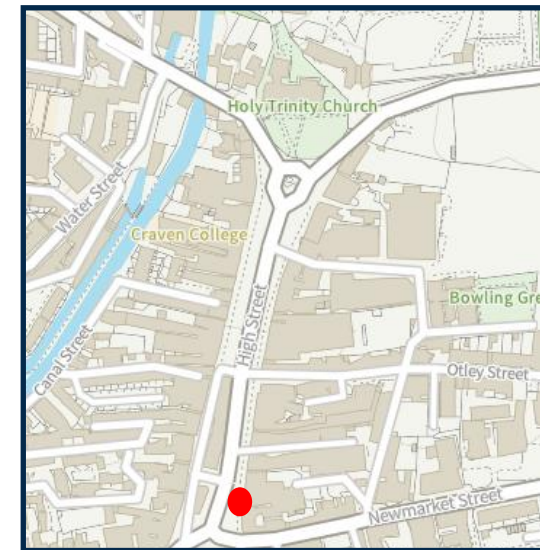 Holy Trinity Church
Water Street
Craven College
Bowling Gre
High Street
Canal Street
Otley Street
Newmarket Street